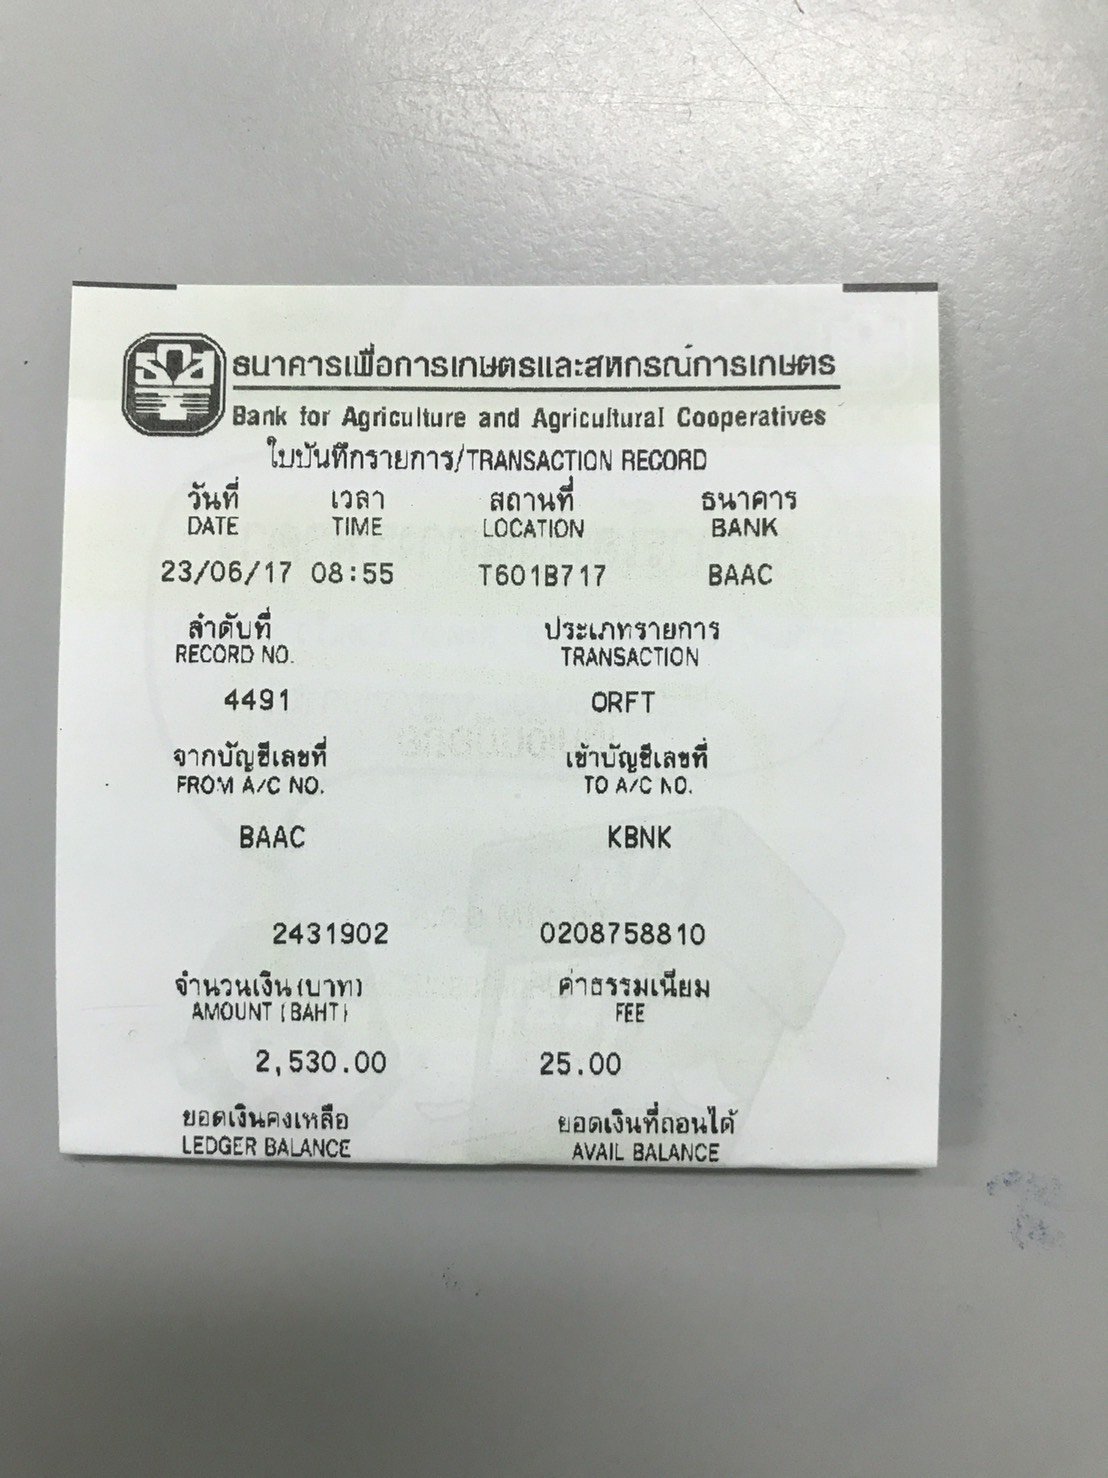 ธนาคารเพื่อการเกษตรและสหกรณ์การเกษตร
Bank for Agriculture and Agricultural Cooperatives
ใบบันทึกรายการ/TRANSACTION RECORD
วันที่ เวลา สถานที่ ธนาคาร
DATE TIME LOCATION BANK
23/06/17 08:55 T601B717 BAAC
ลำดับที่ ประเภทรายการ
RECORD NO. TRANSACTION
4491 ORFT
จากบัญชีเลขที่ เข้าบัญชีเลขที่
FROM A/C NO. TO A/C NO.
BAAC KBNK
2431902 0208758810
จำนวนเงิน (บาท) ค่าธรรมเนียม
AMOUNT (BAHT) FEE
2,530.00 25.00
ยอดเงินคงเหลือ ยอดเงินที่ถอนได้
LEDGER BALANCE AVAIL BALANCE